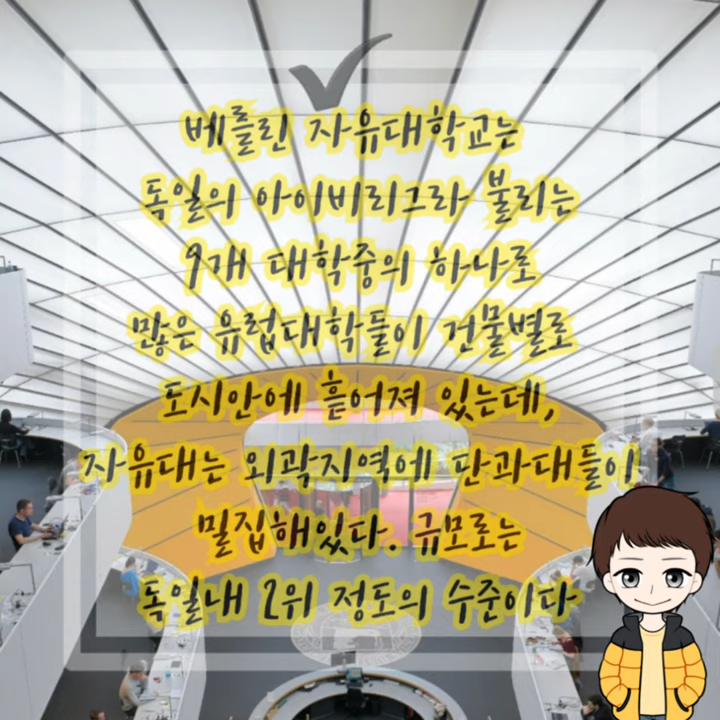 베를린 자유대학교는
독일의 아이비리그라 불리는
9개 대학중의 하나로
많은 유럽대학들이 건물별로
도시안에 흩어져 있는데,
자유대는 외곽지역에 단과대들이
밀집해있다. 규모로는
독일내 2위 정도의 수준이다